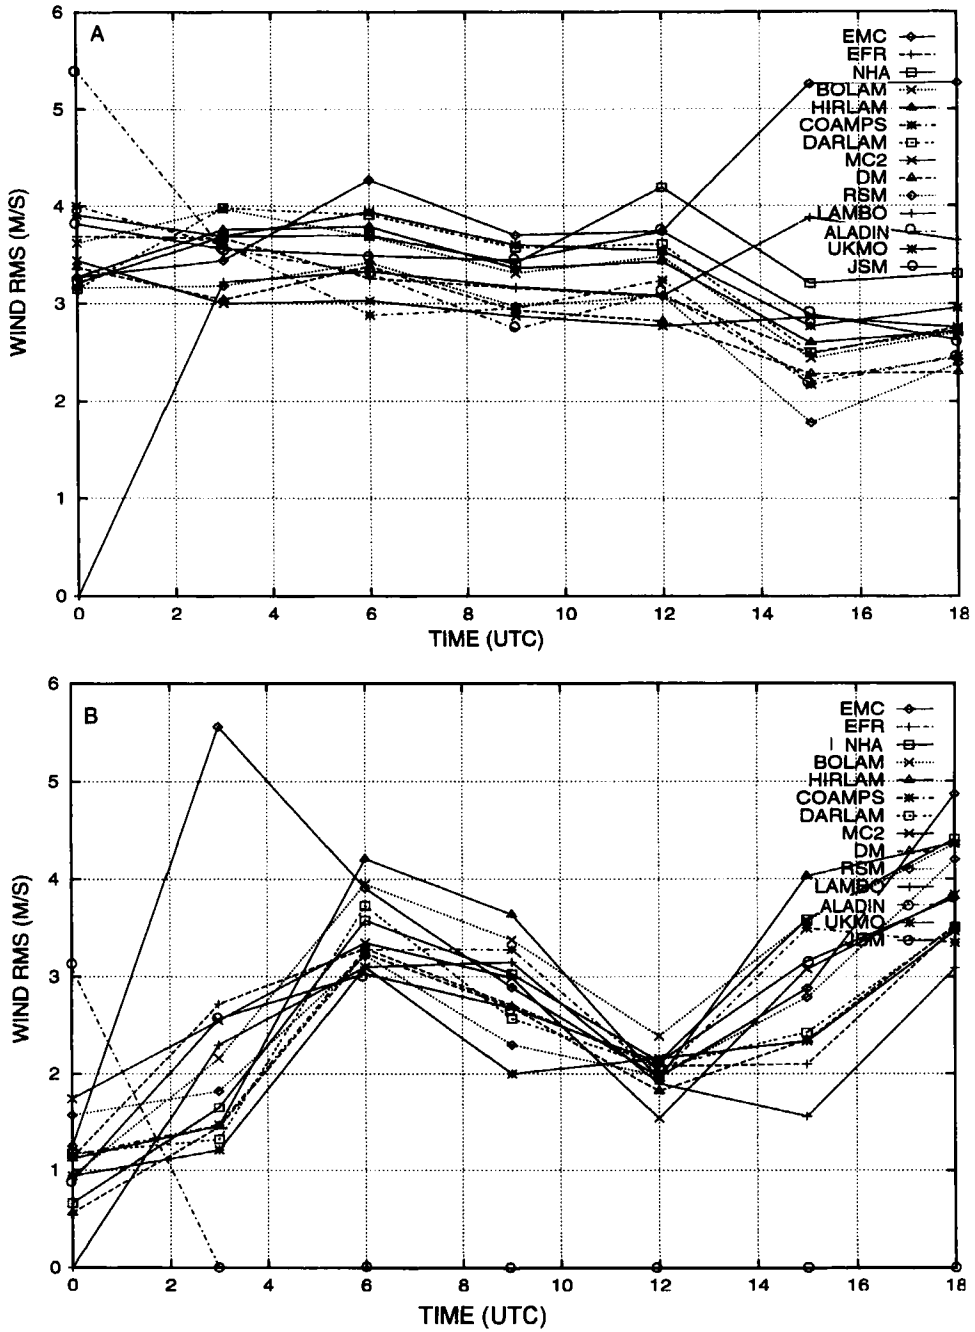 A
EMC
EFR
NHA
BOLAM
HIRLAM
COAMPS
DARLAM
MC2
DM
RSM
LAMBO
ALADIN
UKMO
JSM
WIND RMS (M/S)
6
5
4
3
2
1
0
0 2 4 6 8 10 12 14 16 18
TIME (UTC)
B
EMC
EFR
NHA
BOLAM
HIRLAM
COAMPS
DARLAM
MC2
DM
RSM
LAMBO
ALADIN
UKMO
JSM
WIND RMS (M/S)
6
5
4
3
2
1
0
0 2 4 6 8 10 12 14 16 18
TIME (UTC)